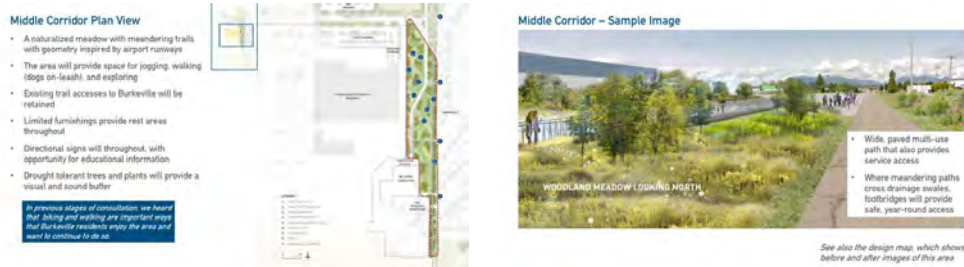 Middle Corridor Plan View
• A naturalized meadow with meandering trails
with geometry inspired by airport runways
• The area will provide space for jogging, walking
(dogs on-leash), and exploring
• Existing trail accesses to Burkeville will be
retained
• Limited furnishings provide rest areas
throughout
• Directional signs will throughout, with
opportunity for educational information
• Drought tolerant trees and plants will provide a
visual and sound buffer
In previous stages of consultation, we heard
that biking and walking are important ways
that Burkeville residents enjoy the area and
want to continue to do so.
Middle Corridor – Sample Image
• Wide, paved multi-use
path that also provides
service access
• Where meandering paths
cross drainage swales,
footbridges will provide
safe, year-round access
WOODLAND MEADOW LOOKING NORTH
See also the design map, which shows
before and after images of this area